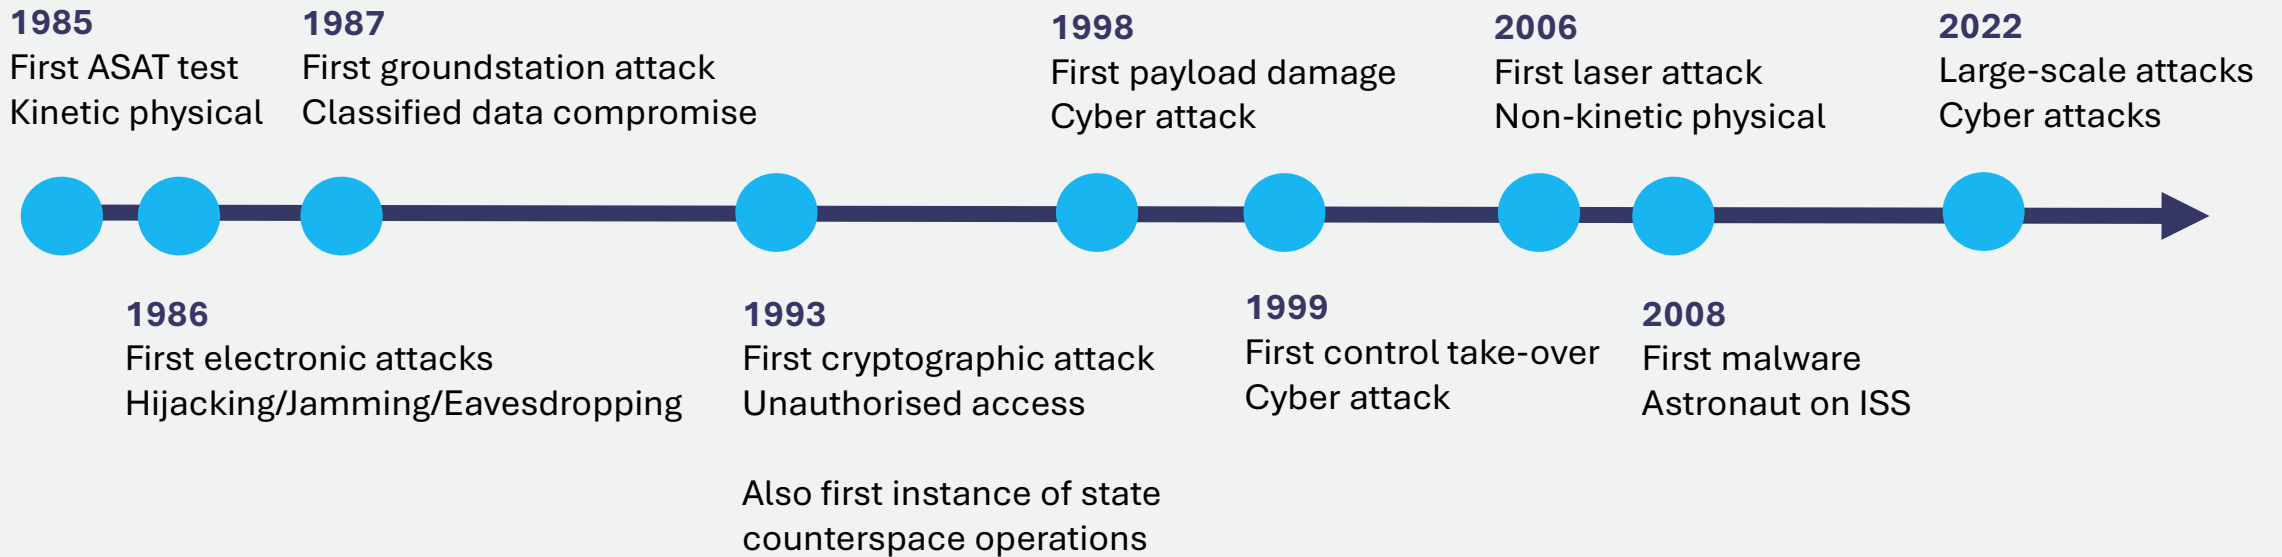 1985
First ASAT test
Kinetic physical
1987
First groundstation attack
Classified data compromise
1998
First payload damage
Cyber attack
2006
First laser attack
Non-kinetic physical
2022
Large-scale attacks
Cyber attacks
1986
First electronic attacks
Hijacking/Jamming/Eavesdropping
1993
First cryptographic attack
Unauthorised access
Also first instance of state
counterspace operations
1999
First control take-over
Cyber attack
2008
First malware
Astronaut on ISS